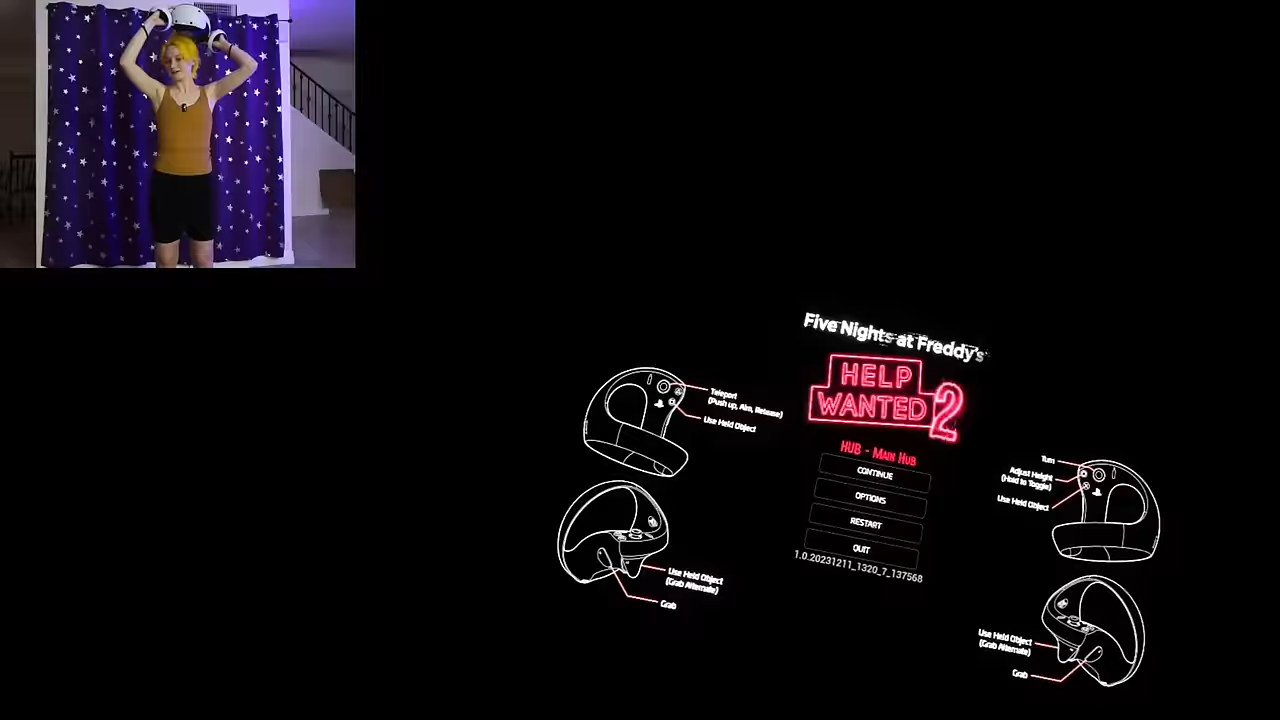 Five Nights at Freddy's
HELP
WANTED 2
HUB - MAIN HUB
CONTINUE
OPTIONS
RESTART
QUIT
1.0.20231211_1320_7_137568
Teleport
(Push up, Aim, Release)
Use Held Object
Use Held Object
(Grab Alternate)
Grab
Turn
Adjust Height
(Hold to Toggle)
Use Held Object
Use Held Object
(Grab Alternate)
Grab